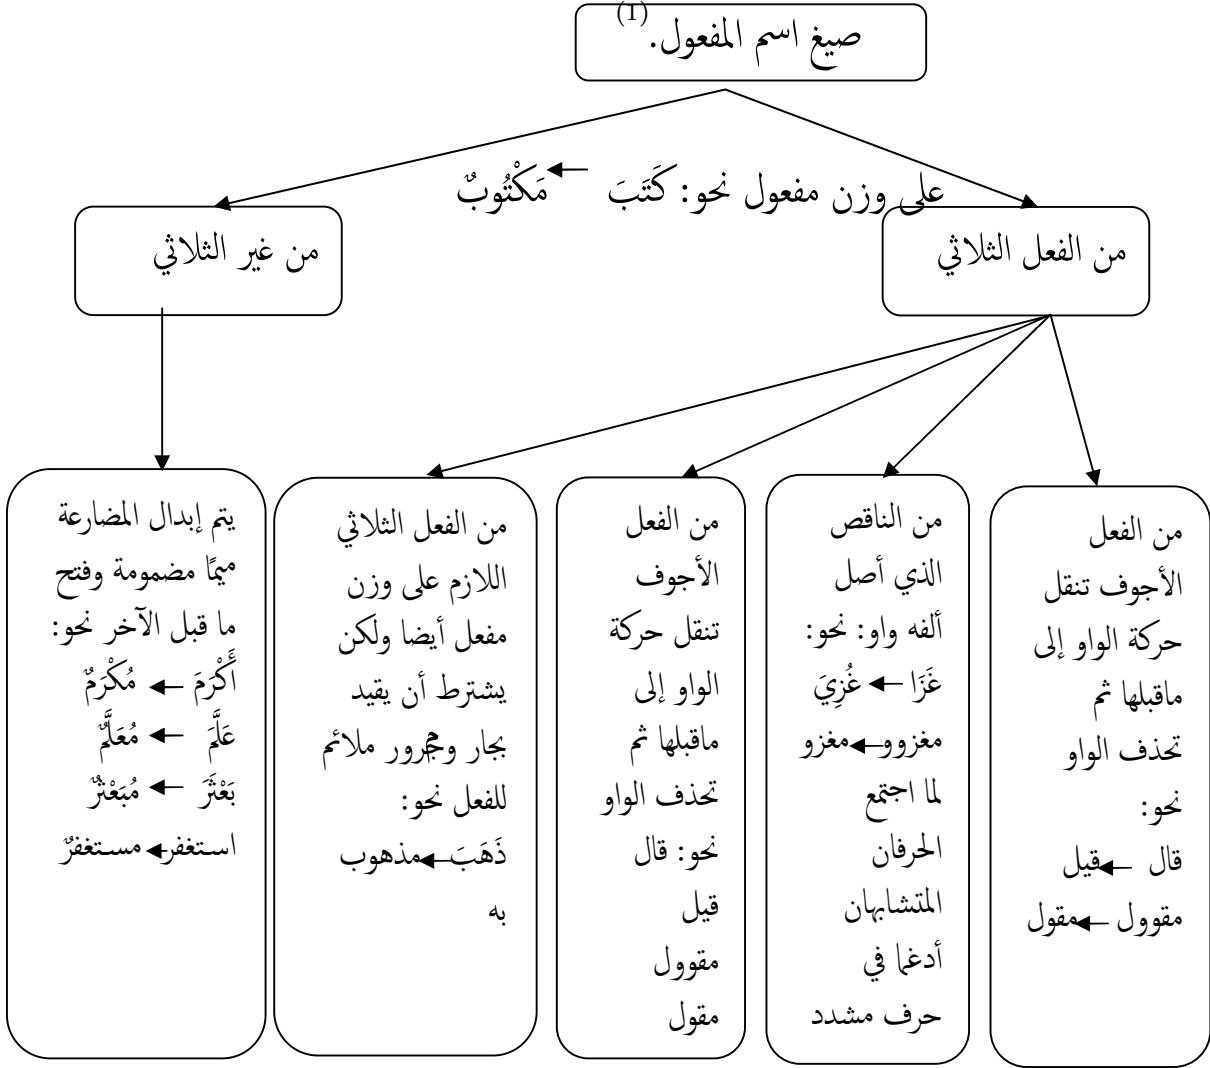 صيغ اسم المفعول.(1)
على وزن مفعول نحو: كَتَبَ ← مَكْتُوبٌ
من الفعل الثلاثي
من غير الثلاثي
من الفعل
الأجوف تنقل
حركة الواو إلى
ماقبلها ثم
تحذف الواو
نحو:
قال ← قيل
مقوول ← مقول
من الناقص
الذي أصل
ألفه واو: نحو:
غَزَا ← غُزِيَ
مغزوو ← مغزو
لما اجتمع
الحرفان
المتشابهان
أدغما في
حرف مشدد
من الفعل
الأجوف
تنقل حركة
الواو إلى
ماقبلها ثم
تحذف الواو
نحو: قال
قيل
مقوول
مقول
من الفعل الثلاثي
اللازم على وزن
مفعل أيضا ولكن
يشترط أن يقيد
بجار ومجرور ملائم
للفعل نحو:
ذَهَبَ ← مذهوب
به
يتم إبدال المضارعة
ميمًا مضمومة وفتح
ما قبل الآخر نحو:
أَكْرَمَ ← مُكْرَمٌ
عَلَّمَ ← مُعَلَّمٌ
بَعْثَرَ ← مُبَعْثَرٌ
استغفر ← مستغفرٌ